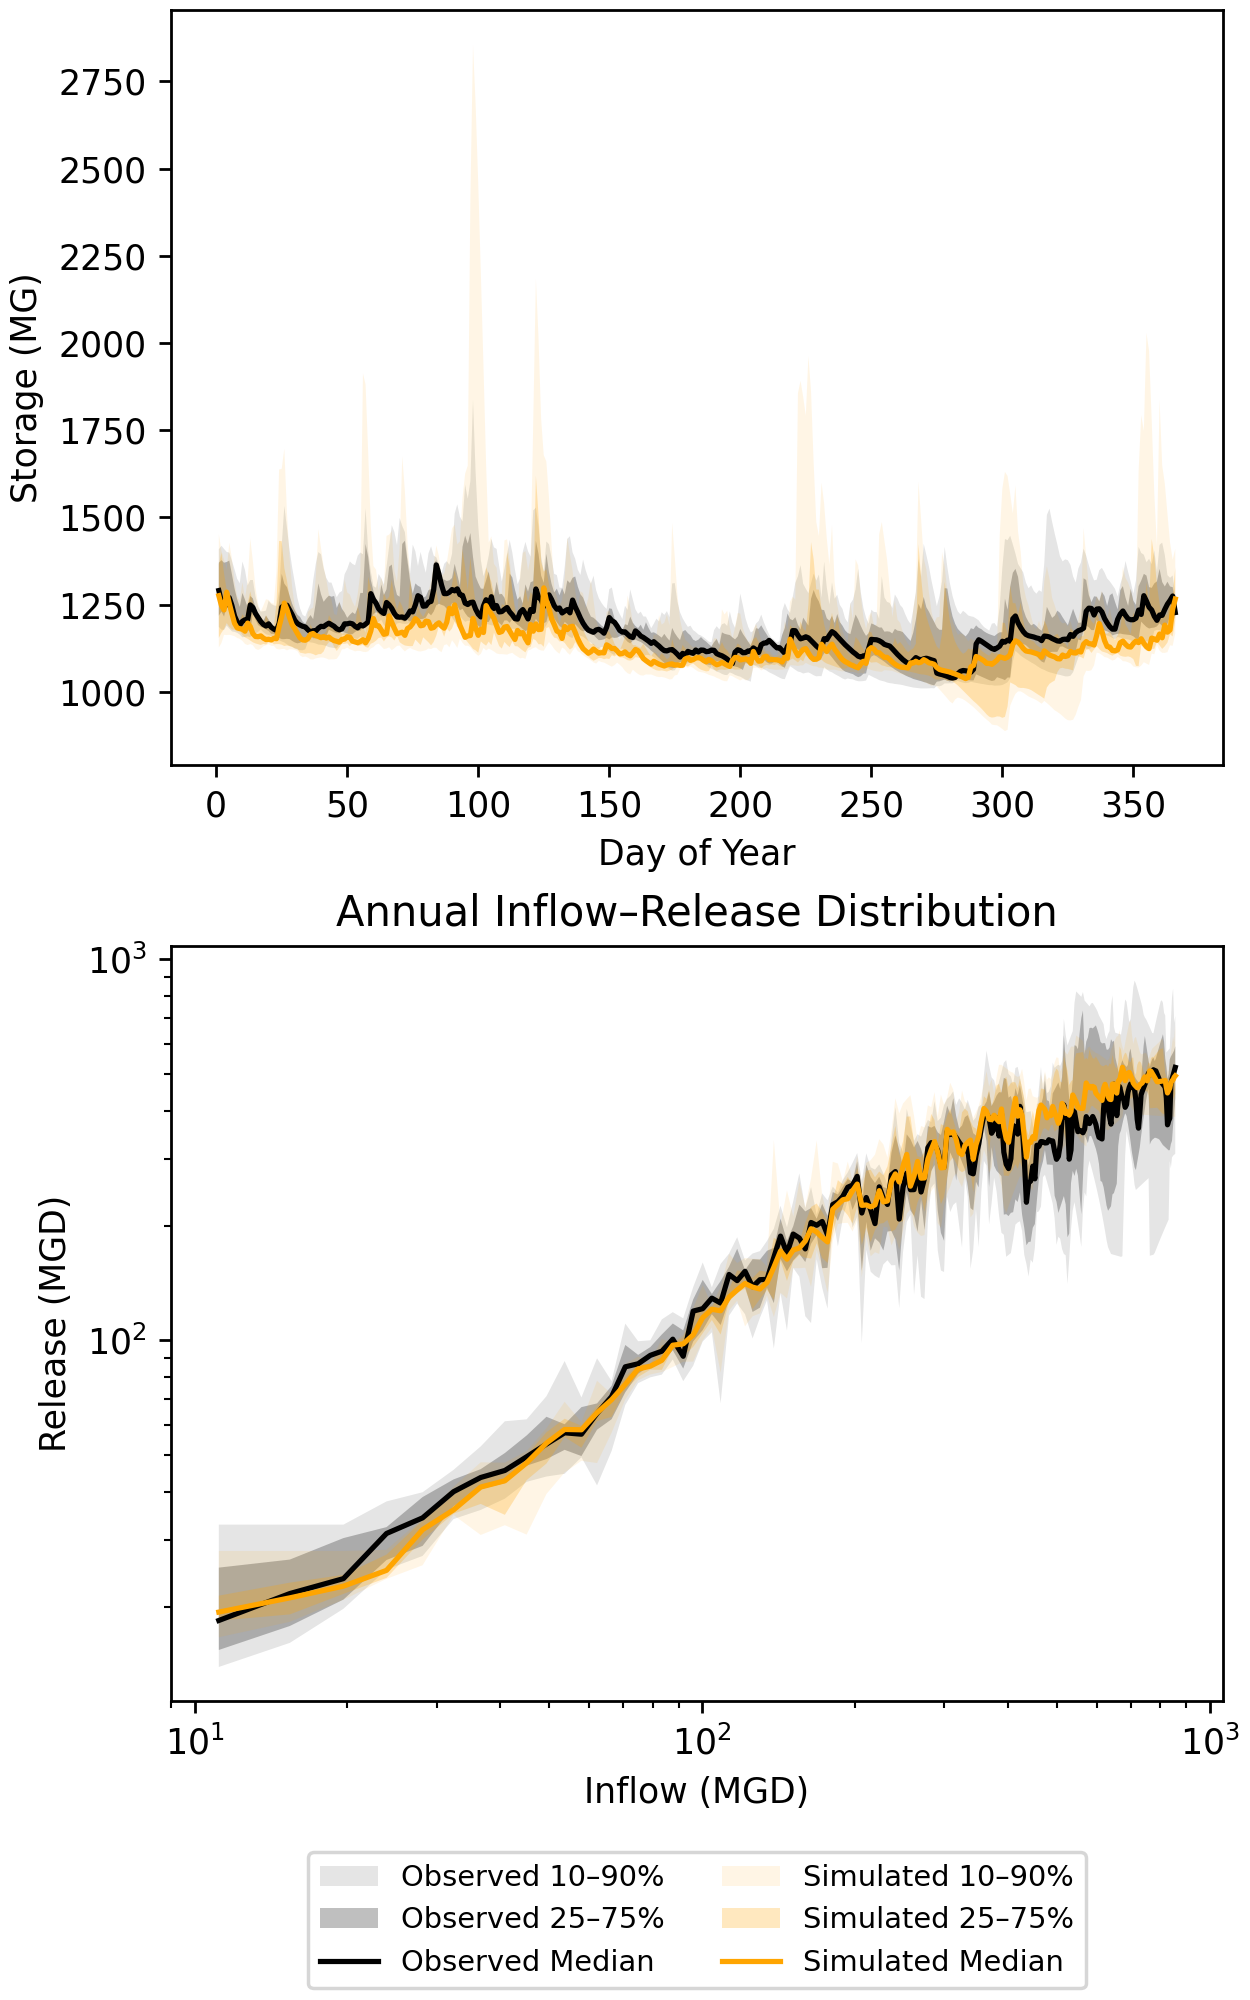 2750
2500
2250
2000
1750
1500
1250
1000
Storage (MG)
0 50 100 150 200 250 300 350
Day of Year
Annual Inflow–Release Distribution
10³
10²
Release (MGD)
10¹ 10² 10³
Inflow (MGD)
Observed 10–90% Simulated 10–90%
Observed 25–75% Simulated 25–75%
Observed Median Simulated Median